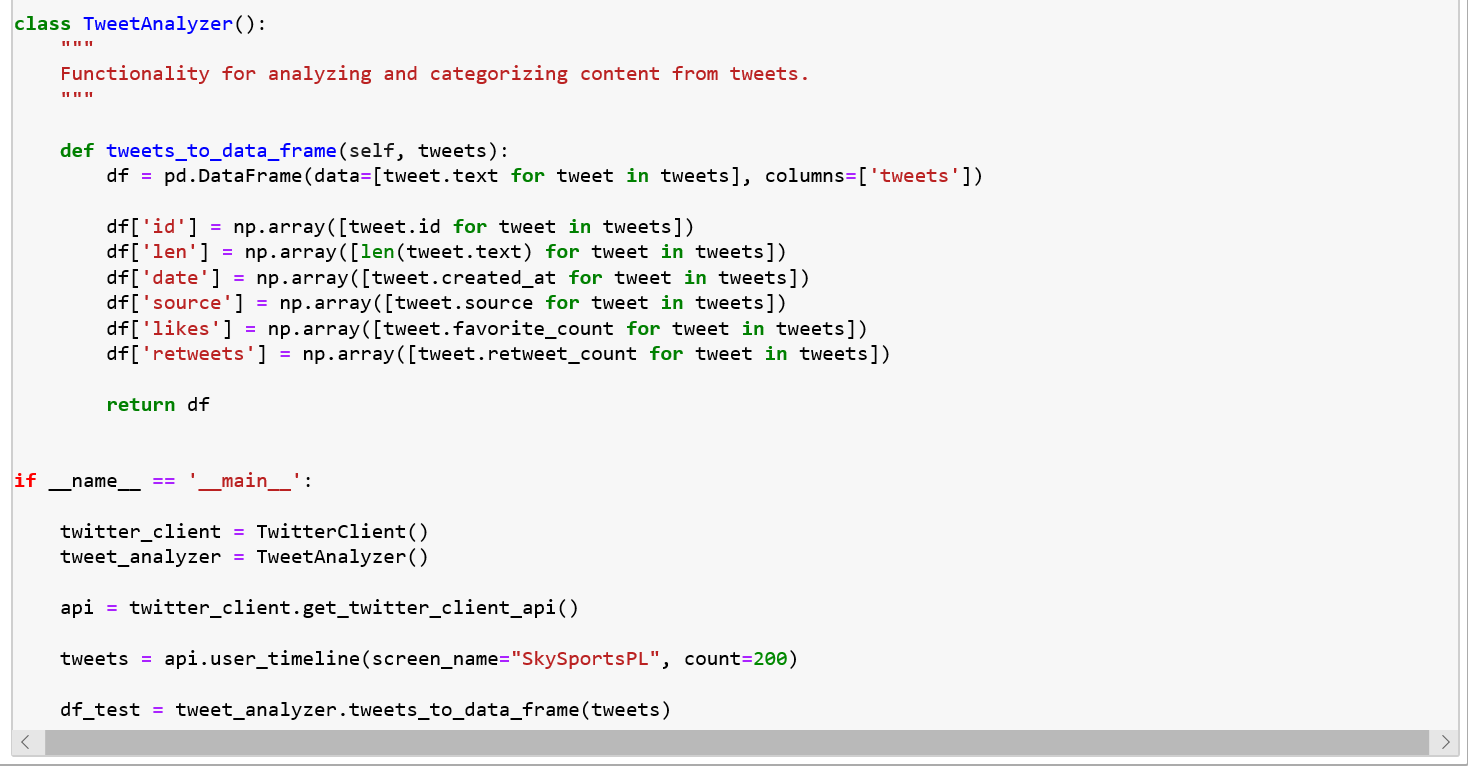 class TweetAnalyzer():
    """
    Functionality for analyzing and categorizing content from tweets.
    """
    def tweets_to_data_frame(self, tweets):
        df = pd.DataFrame(data=[tweet.text for tweet in tweets], columns=['tweets'])
        df['id'] = np.array([tweet.id for tweet in tweets])
        df['len'] = np.array([len(tweet.text) for tweet in tweets])
        df['date'] = np.array([tweet.created_at for tweet in tweets])
        df['source'] = np.array([tweet.source for tweet in tweets])
        df['likes'] = np.array([tweet.favorite_count for tweet in tweets])
        df['retweets'] = np.array([tweet.retweet_count for tweet in tweets])
        return df
if __name__ == '__main__':
    twitter_client = TwitterClient()
    tweet_analyzer = TweetAnalyzer()
    api = twitter_client.get_twitter_client_api()
    tweets = api.user_timeline(screen_name="SkySportsPL", count=200)
    df_test = tweet_analyzer.tweets_to_data_frame(tweets)